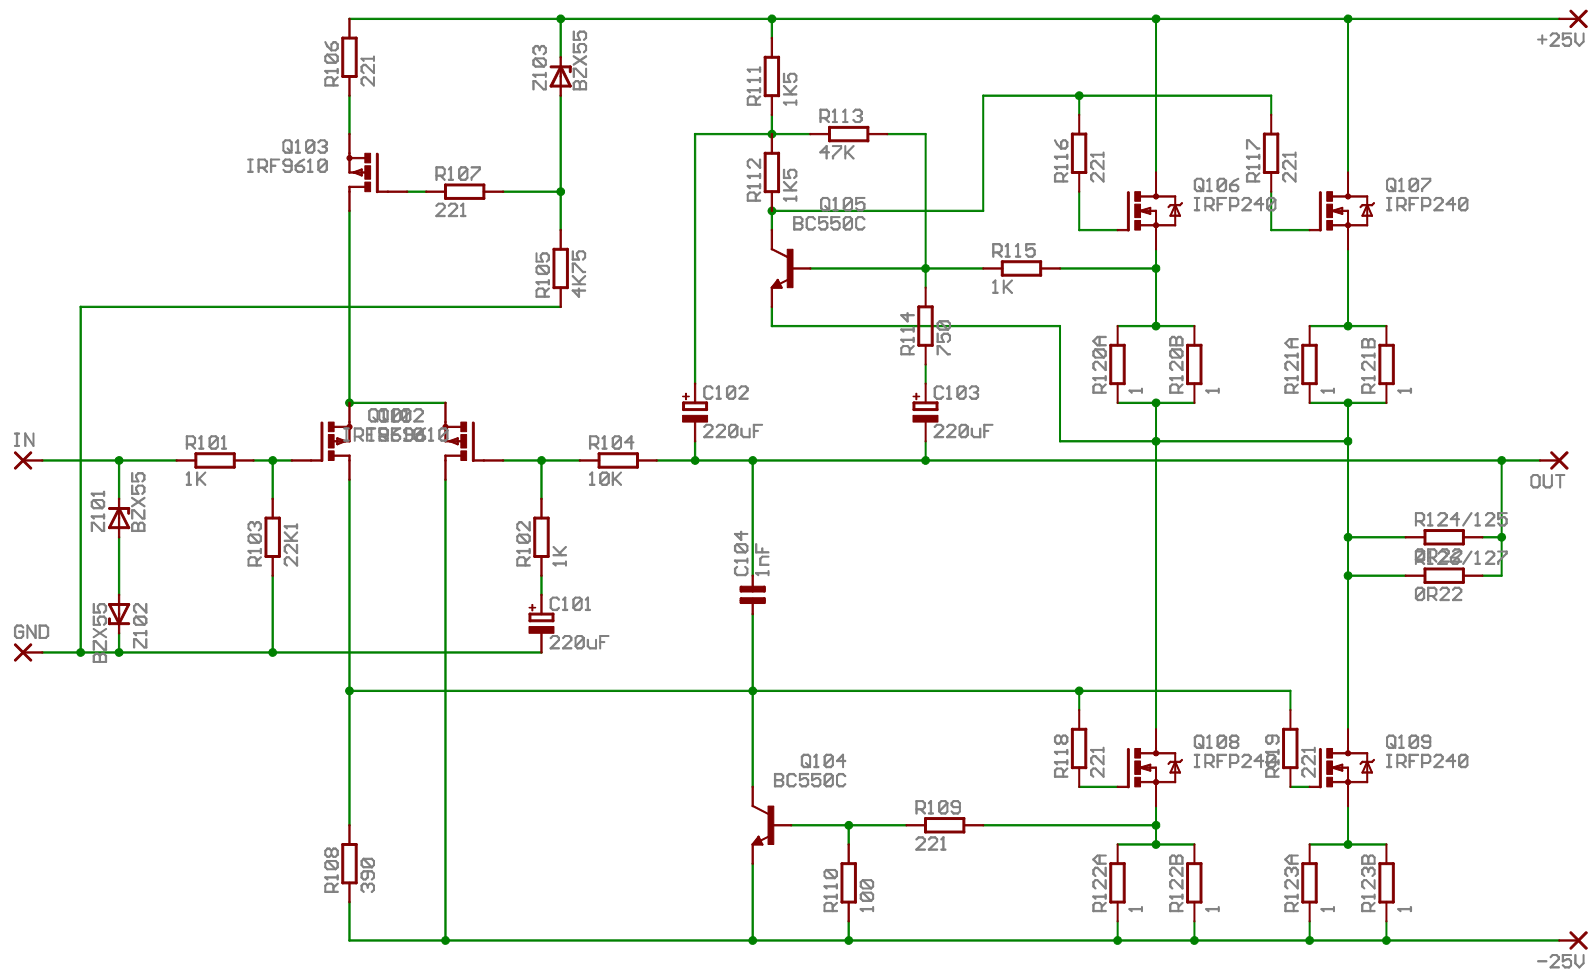 +25V
R106
221
Z103
BZX55
R111
1K5
R113
47K
Q103
IRF9610
R107
221
R112
1K5
Q105
BC550C
R116
221
R117
221
Q106
IRFP240
Q107
IRFP240
R105
4K75
R115
1K
R114
750
R120A
1
R120B
1
R121A
1
R121B
1
C102
220uF
C103
220uF
IN
R101
1K
R104
10K
OUT
Z101
BZX55
R103
22K1
R102
1K
C104
1nF
R124/125
R126/127
0R22
C101
220uF
GND
BZX55
Z102
R118
221
Q108
IRFP240
R119
221
Q109
IRFP240
Q104
BC550C
R109
221
R108
390
R110
100
R122A
1
R122B
1
R123A
1
R123B
1
-25V